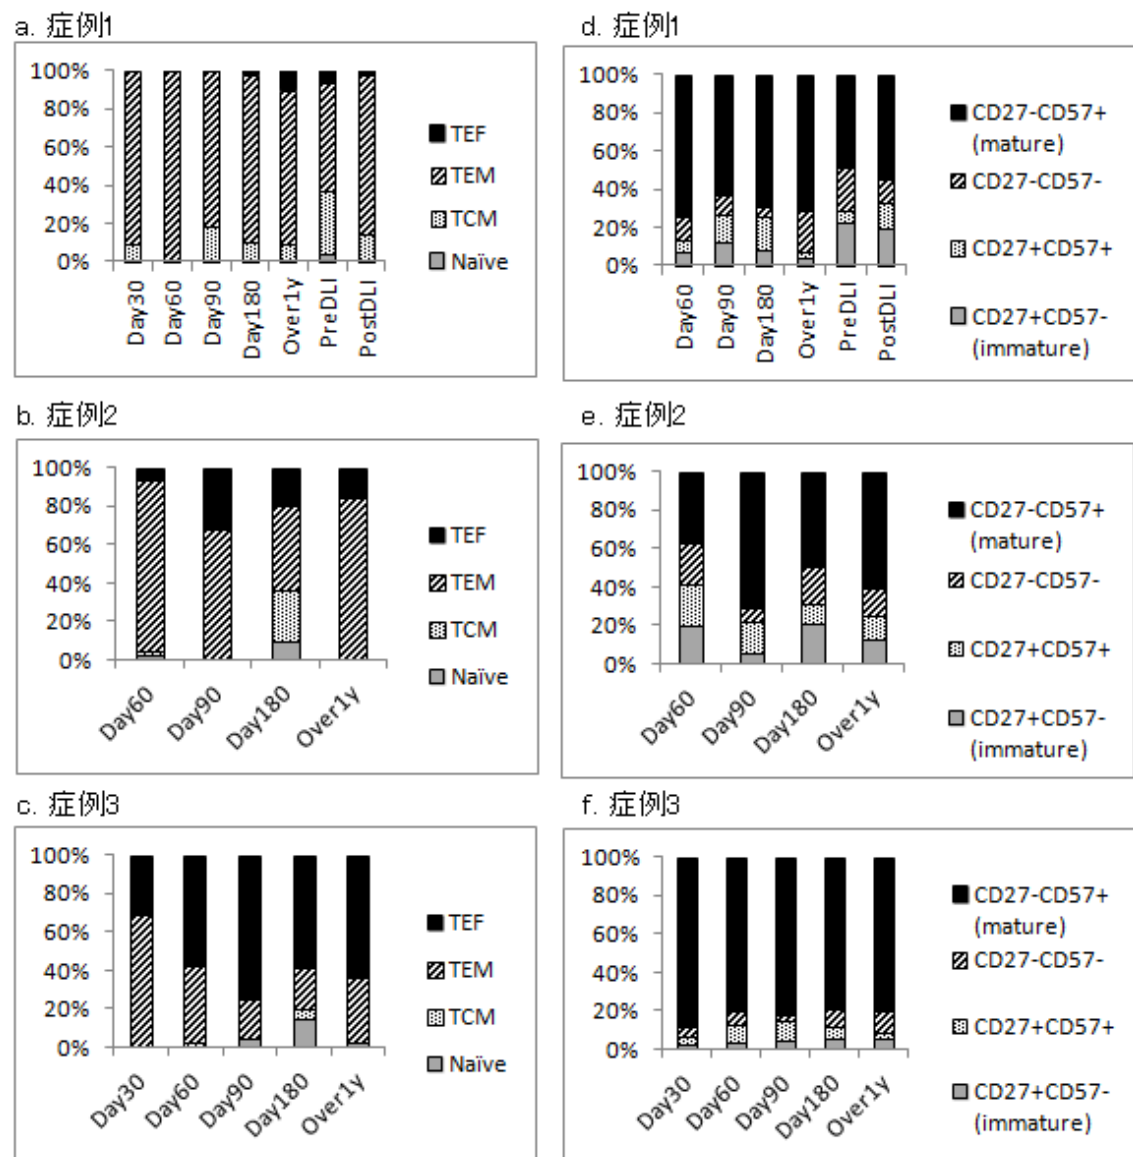 a. 症例1
100%
80%
60%
40%
20%
0%
Day30
Day60
Day90
Day180
Over1y
PreDLI
PostDLI
TEF
TEM
TCM
Naïve
d. 症例1
100%
80%
60%
40%
20%
0%
Day60
Day90
Day180
Over1y
PreDLI
PostDLI
CD27-CD57+
(mature)
CD27-CD57-
CD27+CD57+
CD27+CD57-
(immature)
b. 症例2
100%
80%
60%
40%
20%
0%
Day60
Day90
Day180
Over1y
TEF
TEM
TCM
Naïve
e. 症例2
100%
80%
60%
40%
20%
0%
Day60
Day90
Day180
Over1y
CD27-CD57+
(mature)
CD27-CD57-
CD27+CD57+
CD27+CD57-
(immature)
c. 症例3
100%
80%
60%
40%
20%
0%
Day30
Day60
Day90
Day180
Over1y
TEF
TEM
TCM
Naïve
f. 症例3
100%
80%
60%
40%
20%
0%
Day30
Day60
Day90
Day180
Over1y
CD27-CD57+
(mature)
CD27-CD57-
CD27+CD57+
CD27+CD57-
(immature)